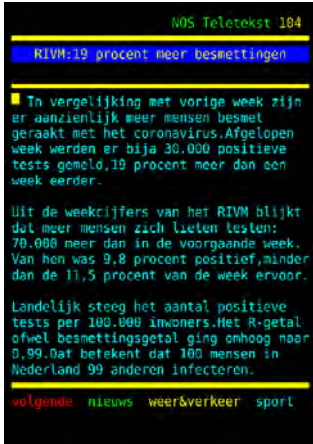 NOS Teletekst 104
RIVM:19 procent meer besmettingen
In vergelijking met vorige week zijn
er aanzienlijk meer mensen besmet
geraakt met het coronavirus.Afgelopen
week werden er bija 30.000 positieve
tests gemeld,19 procent meer dan een
week eerder.
Uit de weekcijfers van het RIVM blijkt
dat meer mensen zich lieten testen:
70.000 meer dan in de voorgaande week.
Van hen was 9,8 procent positief,minder
dan de 11,5 procent van de week ervoor.
Landelijk steeg het aantal positieve
tests per 100.000 inwoners.Het R-getal
ofwel besmettingsgetal ging omhoog naar
0,99.Dat betekent dat 100 mensen in
Nederland 99 anderen infecteren.
volgende nieuws weer&verkeer sport